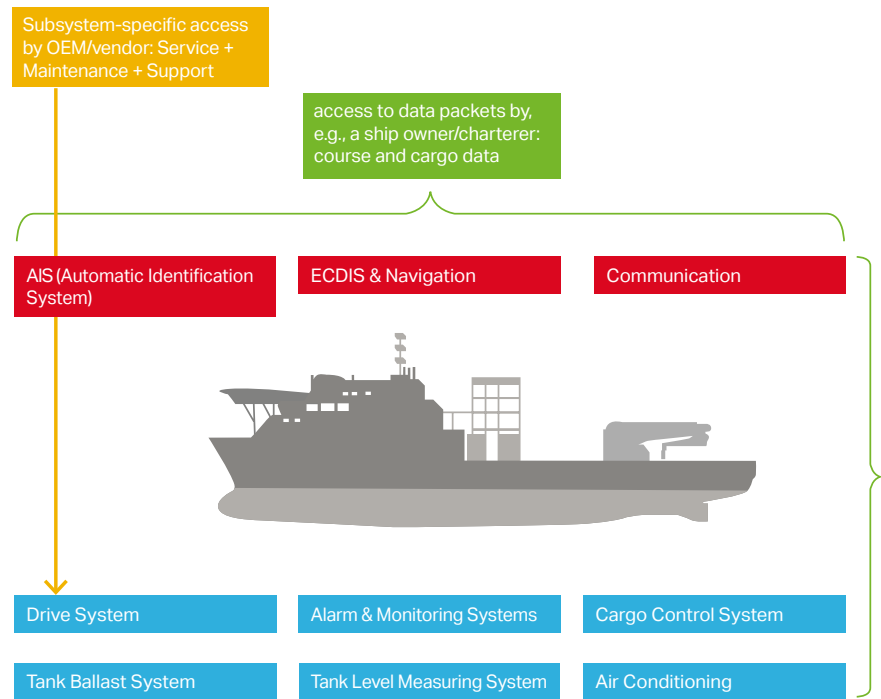 Subsystem-specific access
by OEM/vendor: Service +
Maintenance + Support
access to data packets by,
e.g., a ship owner/charterer:
course and cargo data
AIS (Automatic Identification
System)
ECDIS & Navigation
Communication
Drive System
Alarm & Monitoring Systems
Cargo Control System
Tank Ballast System
Tank Level Measuring System
Air Conditioning